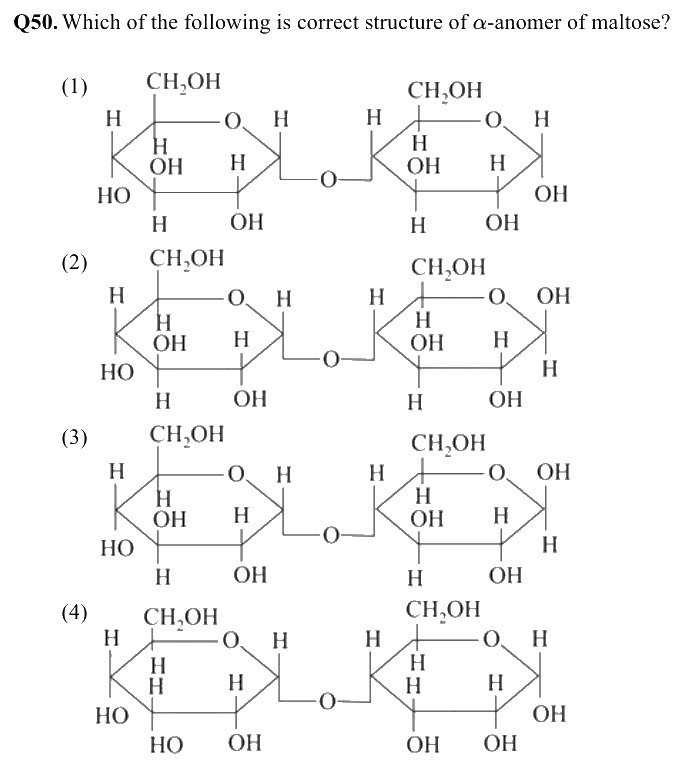 Q50. Which of the following is correct structure of α-anomer of maltose?
(1)
CH₂OH CH₂OH
H O H H O H
H H
OH H OH H
HO O OH
H OH H OH
(2)
CH₂OH CH₂OH
H O H H O OH
H H
OH H OH H
HO O H
H OH H OH
(3)
CH₂OH CH₂OH
H O H H O OH
H H
OH H OH H
HO O H
H OH H OH
(4)
CH₂OH CH₂OH
H O H H O H
H H
H H H H
HO O OH
HO OH OH OH